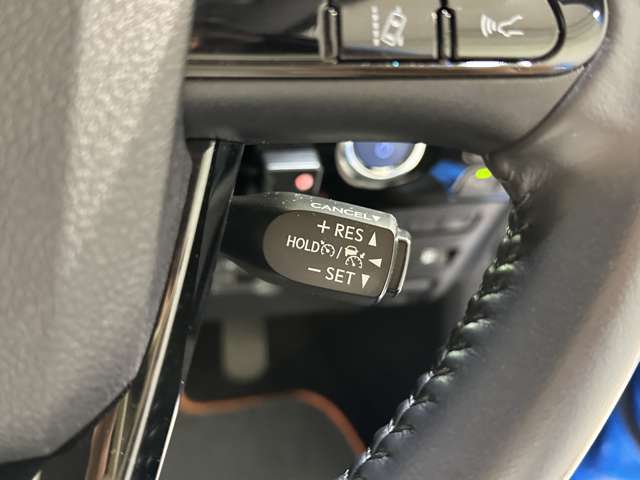 CANCEL▼
+ RES ▲
HOLD / ◀
− SET ▼